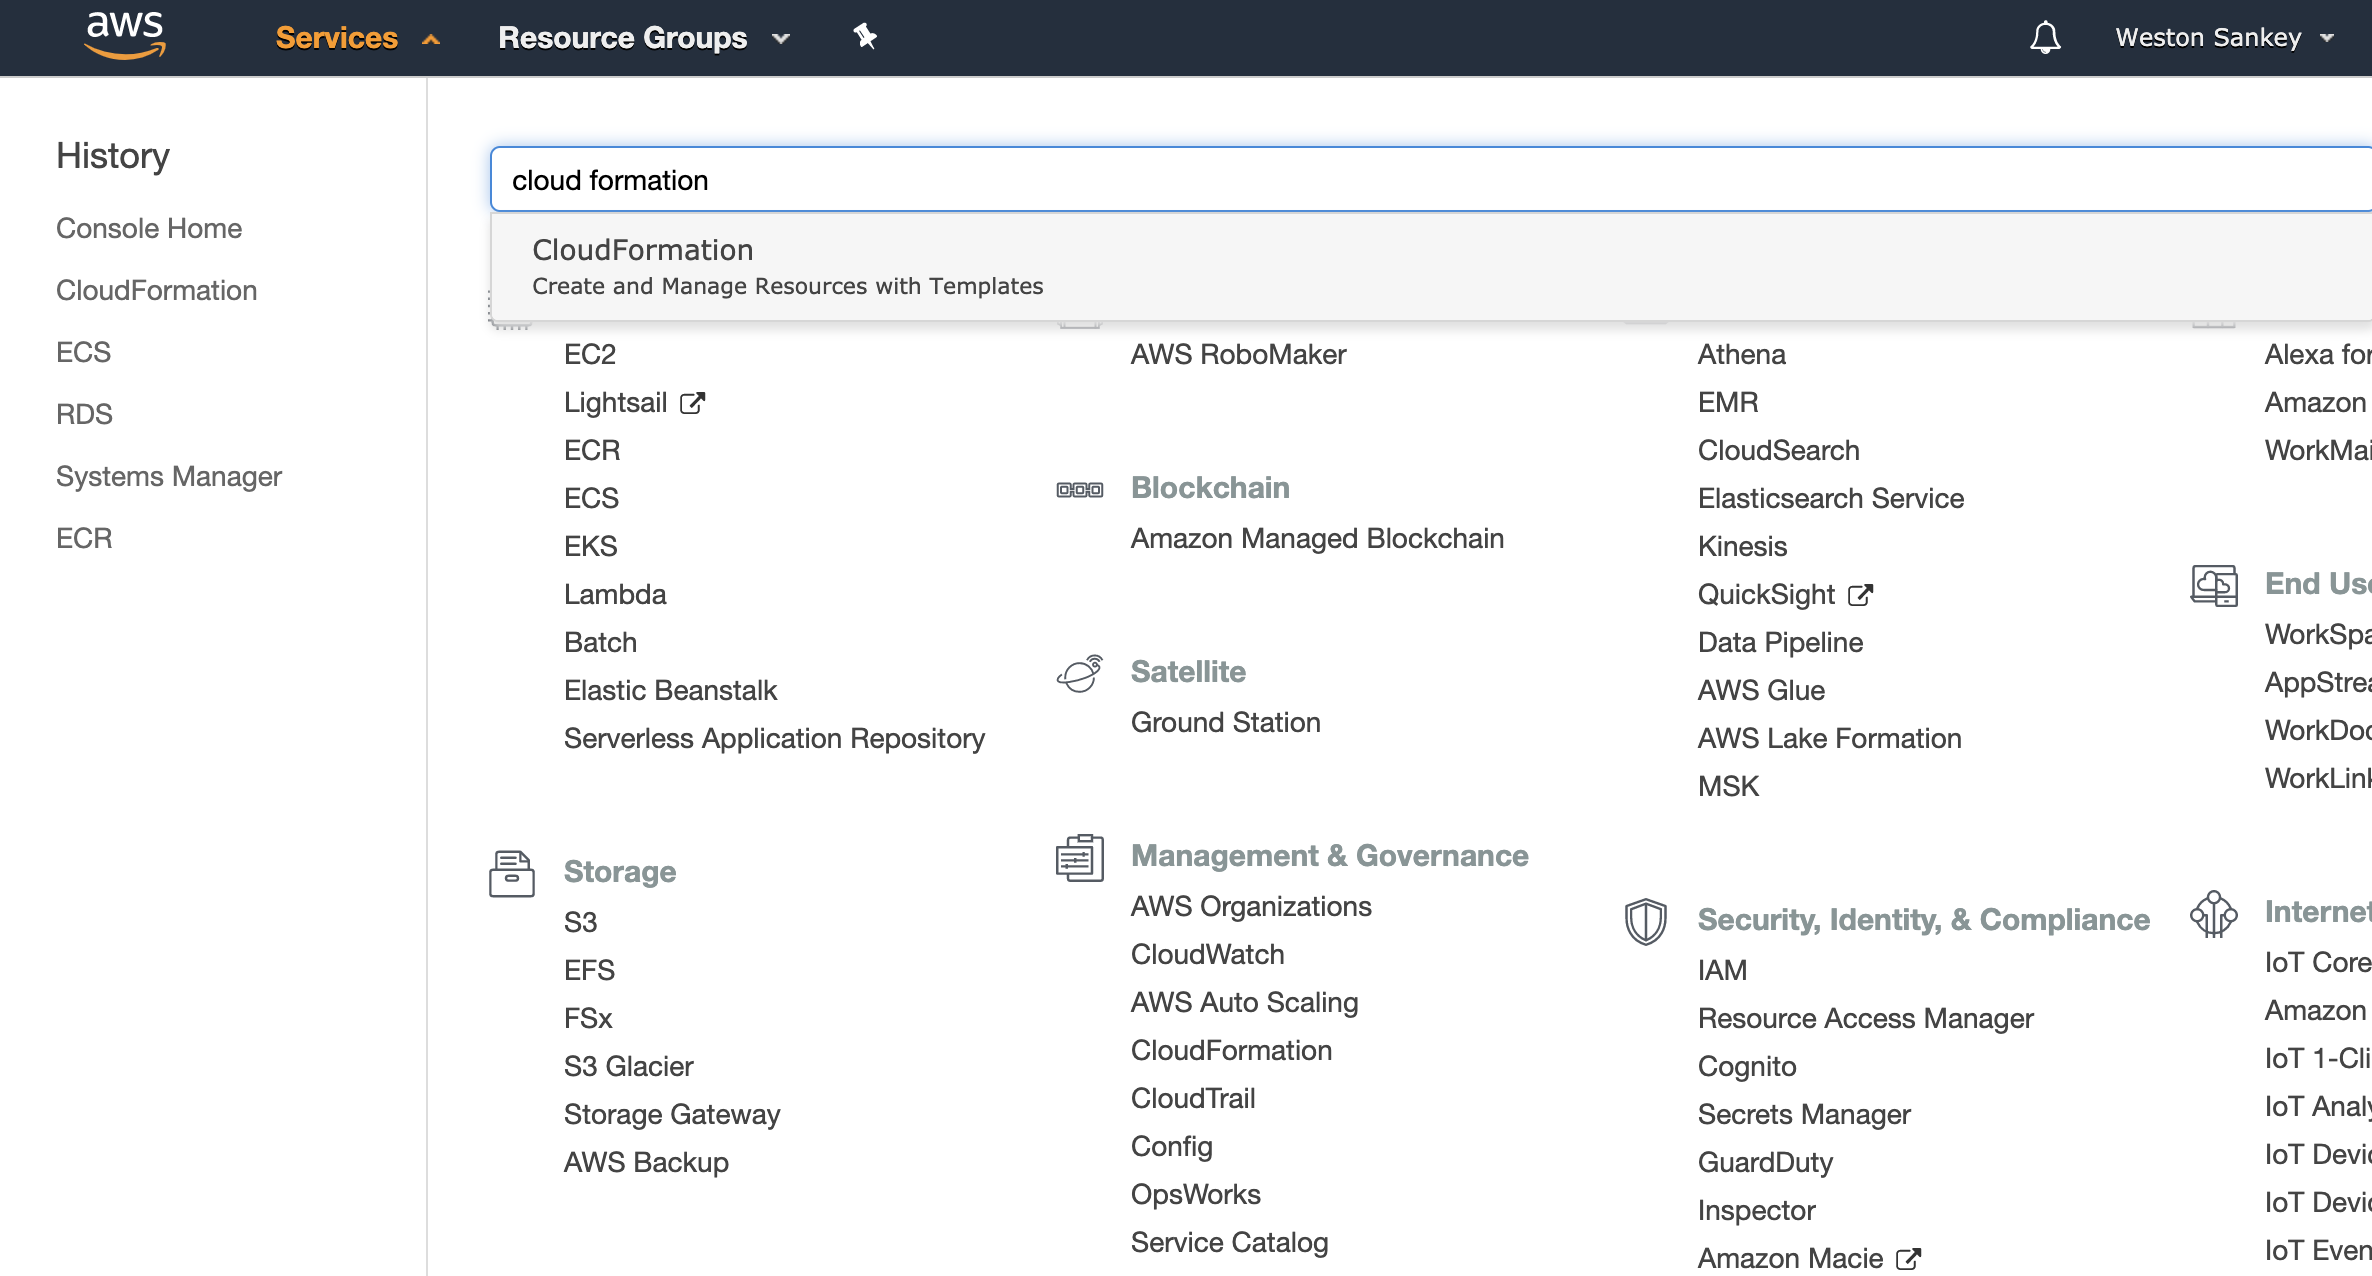 aws
Services
Resource Groups
Weston Sankey
History
Console Home
CloudFormation
ECS
RDS
Systems Manager
ECR
cloud formation
CloudFormation
Create and Manage Resources with Templates
EC2
Lightsail
ECR
ECS
EKS
Lambda
Batch
Elastic Beanstalk
Serverless Application Repository
Storage
S3
EFS
FSx
S3 Glacier
Storage Gateway
AWS Backup
AWS RoboMaker
Blockchain
Amazon Managed Blockchain
Satellite
Ground Station
Management & Governance
AWS Organizations
CloudWatch
AWS Auto Scaling
CloudFormation
CloudTrail
Config
OpsWorks
Service Catalog
Athena
EMR
CloudSearch
Elasticsearch Service
Kinesis
QuickSight
Data Pipeline
AWS Glue
AWS Lake Formation
MSK
Security, Identity, & Compliance
IAM
Resource Access Manager
Cognito
Secrets Manager
GuardDuty
Inspector
Amazon Macie
Alexa for
Amazon
WorkMai
End Use
WorkSpa
AppStrea
WorkDoc
WorkLink
Internet
IoT Core
Amazon
IoT 1-Cli
IoT Analy
IoT Devic
IoT Devic
IoT Even